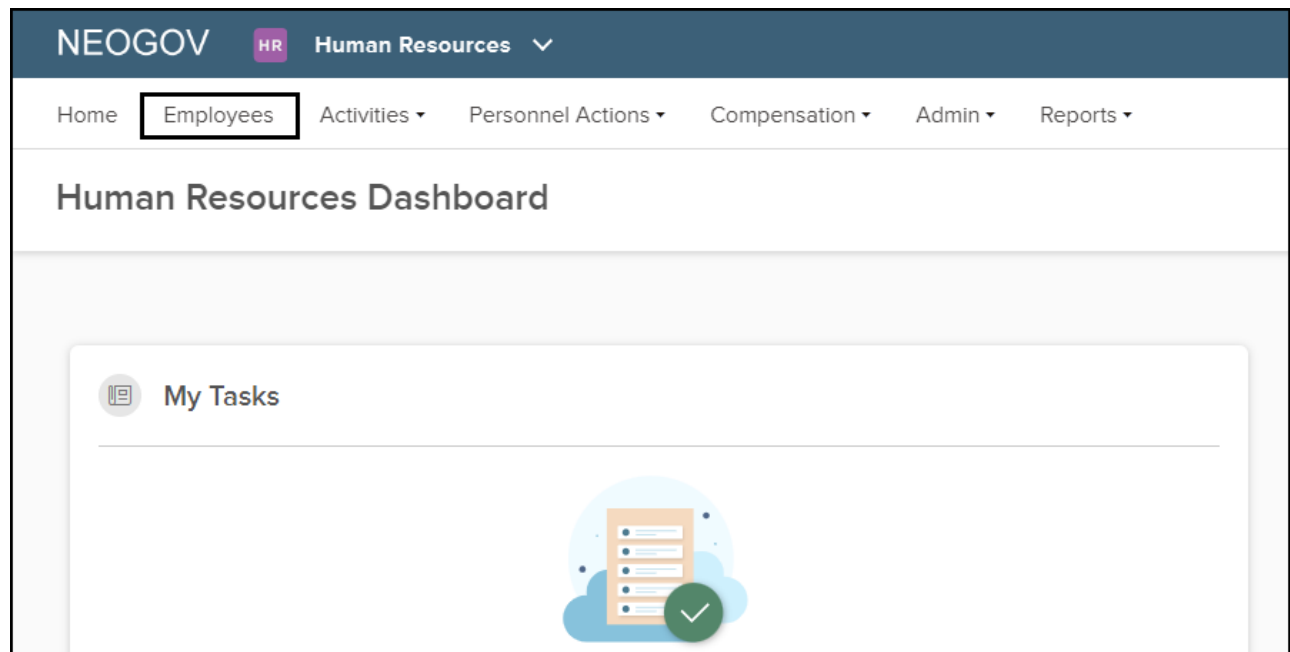 NEOGOV HR Human Resources
Home Employees Activities Personnel Actions Compensation Admin Reports
Human Resources Dashboard
My Tasks